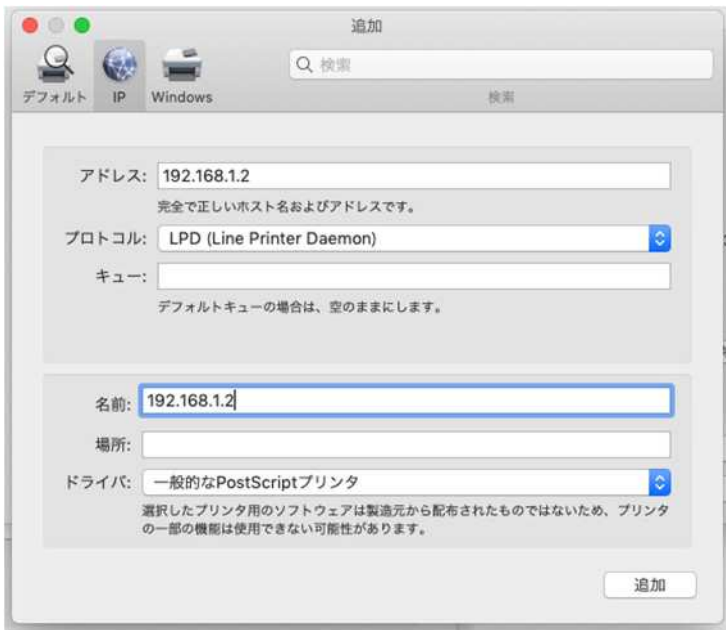 追加
検索
デフォルト IP Windows 検索
アドレス: 192.168.1.2
完全で正しいホスト名およびアドレスです。
プロトコル: LPD (Line Printer Daemon)
キュー:
デフォルトキューの場合は、空のままにします。
名前: 192.168.1.2
場所:
ドライバ: 一般的なPostScriptプリンタ
選択したプリンタ用のソフトウェアは製造元から配布されたものではないため、プリンタ
の一部の機能は使用できない可能性があります。
追加